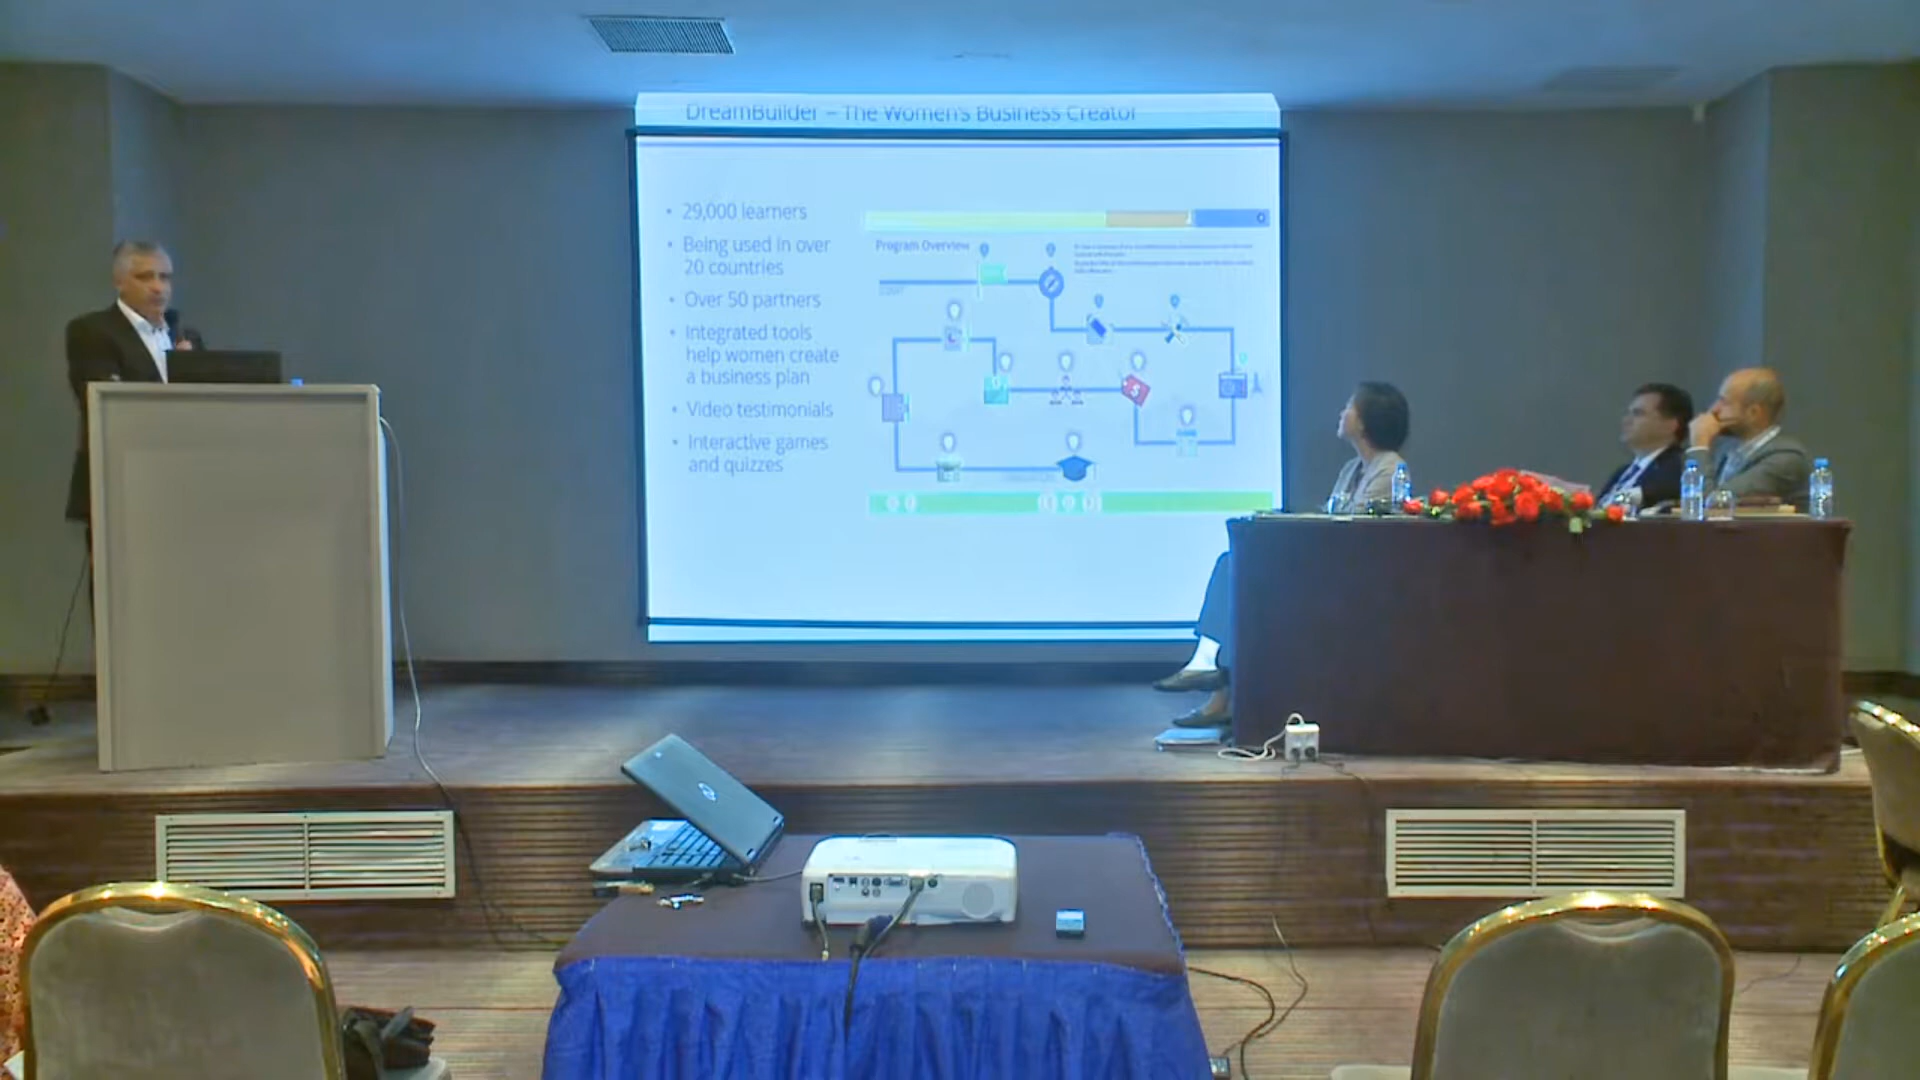 DreamBuilder – The Women's Business Creator
• 29,000 learners
• Being used in over
20 countries
• Over 50 partners
• Integrated tools
help women create
a business plan
• Video testimonials
• Interactive games
and quizzes
Program Overview